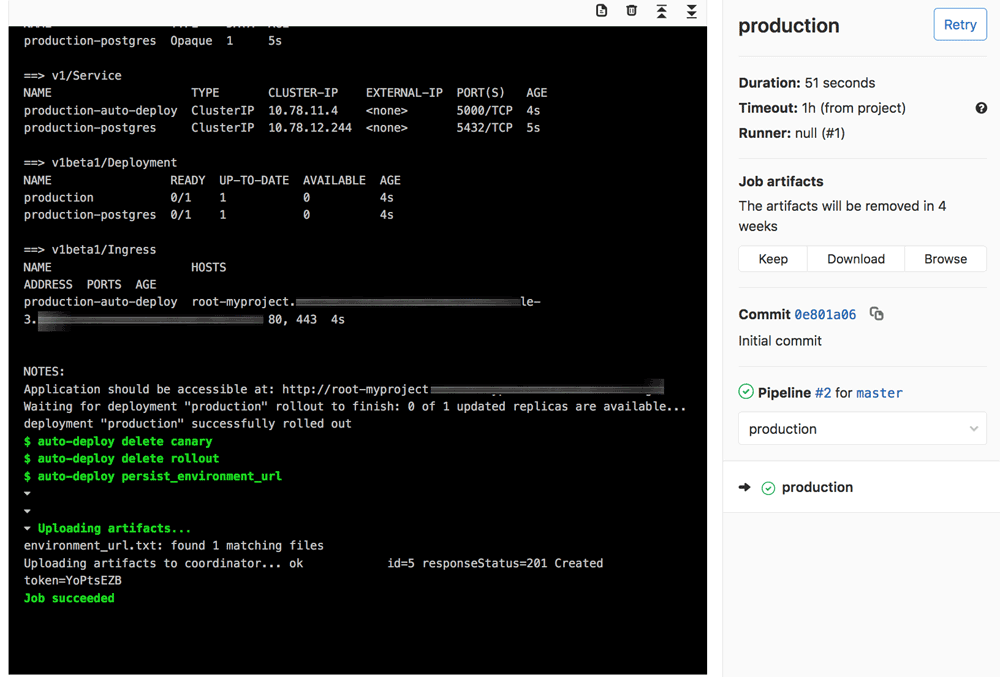 production-postgres  Opaque  1     5s
==> v1/Service
NAME                    TYPE       CLUSTER-IP    EXTERNAL-IP  PORT(S)   AGE
production-auto-deploy  ClusterIP  10.78.11.4    <none>       5000/TCP  4s
production-postgres     ClusterIP  10.78.12.244  <none>       5432/TCP  5s
==> v1beta1/Deployment
NAME                 READY  UP-TO-DATE  AVAILABLE  AGE
production           0/1    1           0          4s
production-postgres  0/1    1           0          4s
==> v1beta1/Ingress
NAME                    HOSTS
ADDRESS  PORTS  AGE
production-auto-deploy  root-myproject. le-
3. 80, 443  4s
NOTES:
Application should be accessible at: http://root-myproject
Waiting for deployment "production" rollout to finish: 0 of 1 updated replicas are available...
deployment "production" successfully rolled out
$ auto-deploy delete canary
$ auto-deploy delete rollout
$ auto-deploy persist_environment_url
Uploading artifacts...
environment_url.txt: found 1 matching files
Uploading artifacts to coordinator... ok            id=5 responseStatus=201 Created
token=YoPtsEZB
Job succeeded
production
Retry
Duration: 51 seconds
Timeout: 1h (from project)
Runner: null (#1)
Job artifacts
The artifacts will be removed in 4
weeks
Keep Download Browse
Commit 0e801a06
Initial commit
Pipeline #2 for master
production
production